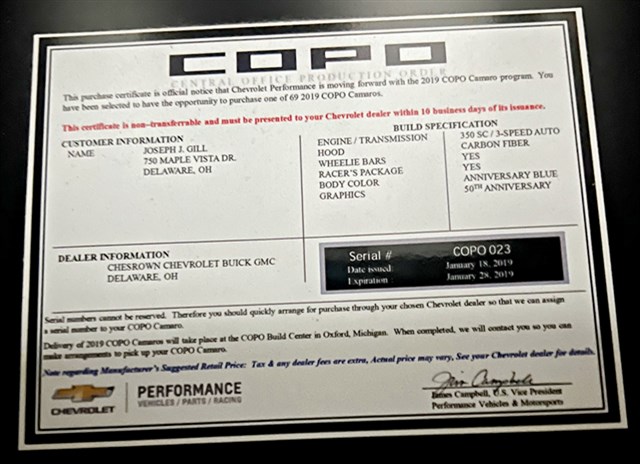 COPO
CENTRAL OFFICE PRODUCTION ORDER
This purchase certificate is official notice that Chevrolet Performance is moving forward with the 2019 COPO Camaro program. You
have been selected to have the opportunity to purchase one of 69 2019 COPO Camaros.
This certificate is non-transferrable and must be presented to your Chevrolet dealer within 10 business days of its issuance.
CUSTOMER INFORMATION
NAME JOSEPH J. GILL
750 MAPLE VISTA DR.
DELAWARE, OH
BUILD SPECIFICATION
ENGINE / TRANSMISSION 350 SC / 3-SPEED AUTO
HOOD CARBON FIBER
WHEELIE BARS YES
RACER'S PACKAGE YES
BODY COLOR ANNIVERSARY BLUE
GRAPHICS 50TH ANNIVERSARY
DEALER INFORMATION
CHESROWN CHEVROLET BUICK GMC
DELAWARE, OH
Serial # COPO 023
Date issued: January 18, 2019
Expiration January 28, 2019
Serial numbers cannot be reserved. Therefore you should quickly arrange for purchase through your chosen Chevrolet dealer so that we can assign
a serial number to your COPO Camaro.
Delivery of 2019 COPO Camaros will take place at the COPO Build Center in Oxford, Michigan. When completed, we will contact you so you can
make arrangements to pick up your COPO Camaro.
Note regarding Manufacturer's Suggested Retail Price: Tax & any dealer fees are extra, Actual price may vary, See your Chevrolet dealer for details.
CHEVROLET
PERFORMANCE
VEHICLES / PARTS / RACING
Jim Campbell
James Campbell, U.S. Vice President
Performance Vehicles & Motorsports